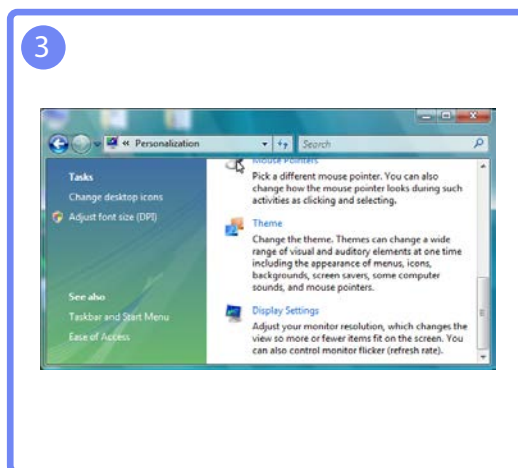 3
« Personalization
Search
Tasks
Change desktop icons
Adjust font size (DPI)
See also
Taskbar and Start Menu
Ease of Access
Mouse Pointers
Pick a different mouse pointer. You can also
change how the mouse pointer looks during such
activities as clicking and selecting.
Theme
Change the theme. Themes can change a wide
range of visual and auditory elements at one time
including the appearance of menus, icons,
backgrounds, screen savers, some computer
sounds, and mouse pointers.
Display Settings
Adjust your monitor resolution, which changes the
view so more or fewer items fit on the screen. You
can also control monitor flicker (refresh rate).